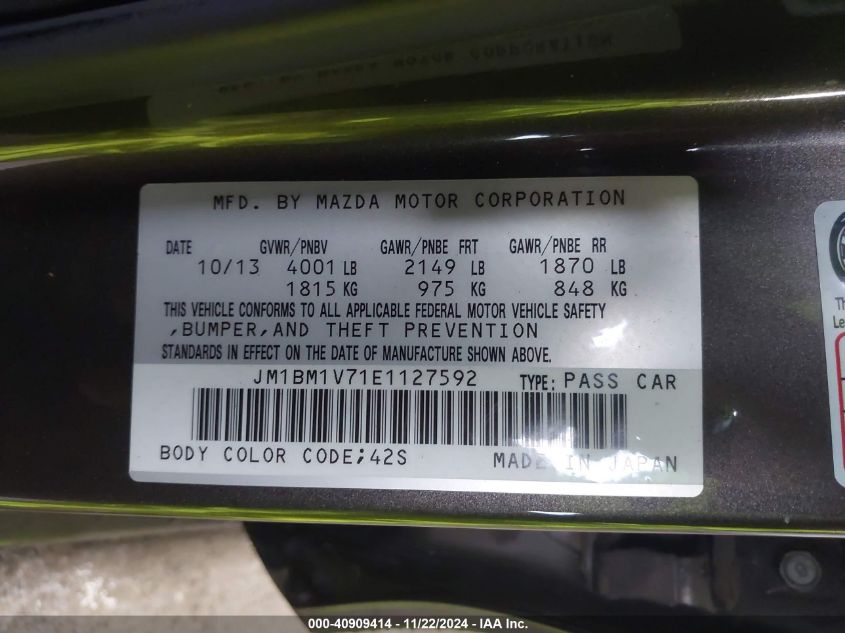 MFD. BY MAZDA MOTOR CORPORATION
DATE GVWR/PNBV GAWR/PNBE FRT GAWR/PNBE RR
10/13 4001 LB 2149 LB 1870 LB
1815 KG 975 KG 848 KG
THIS VEHICLE CONFORMS TO ALL APPLICABLE FEDERAL MOTOR VEHICLE SAFETY
,BUMPER,AND THEFT PREVENTION
STANDARDS IN EFFECT ON THE DATE OF MANUFACTURE SHOWN ABOVE.
JM1BM1V71E1127592 TYPE: PASS CAR
BODY COLOR CODE;42S MADE IN JAPAN
000-40909414 - 11/22/2024 - IAA Inc.